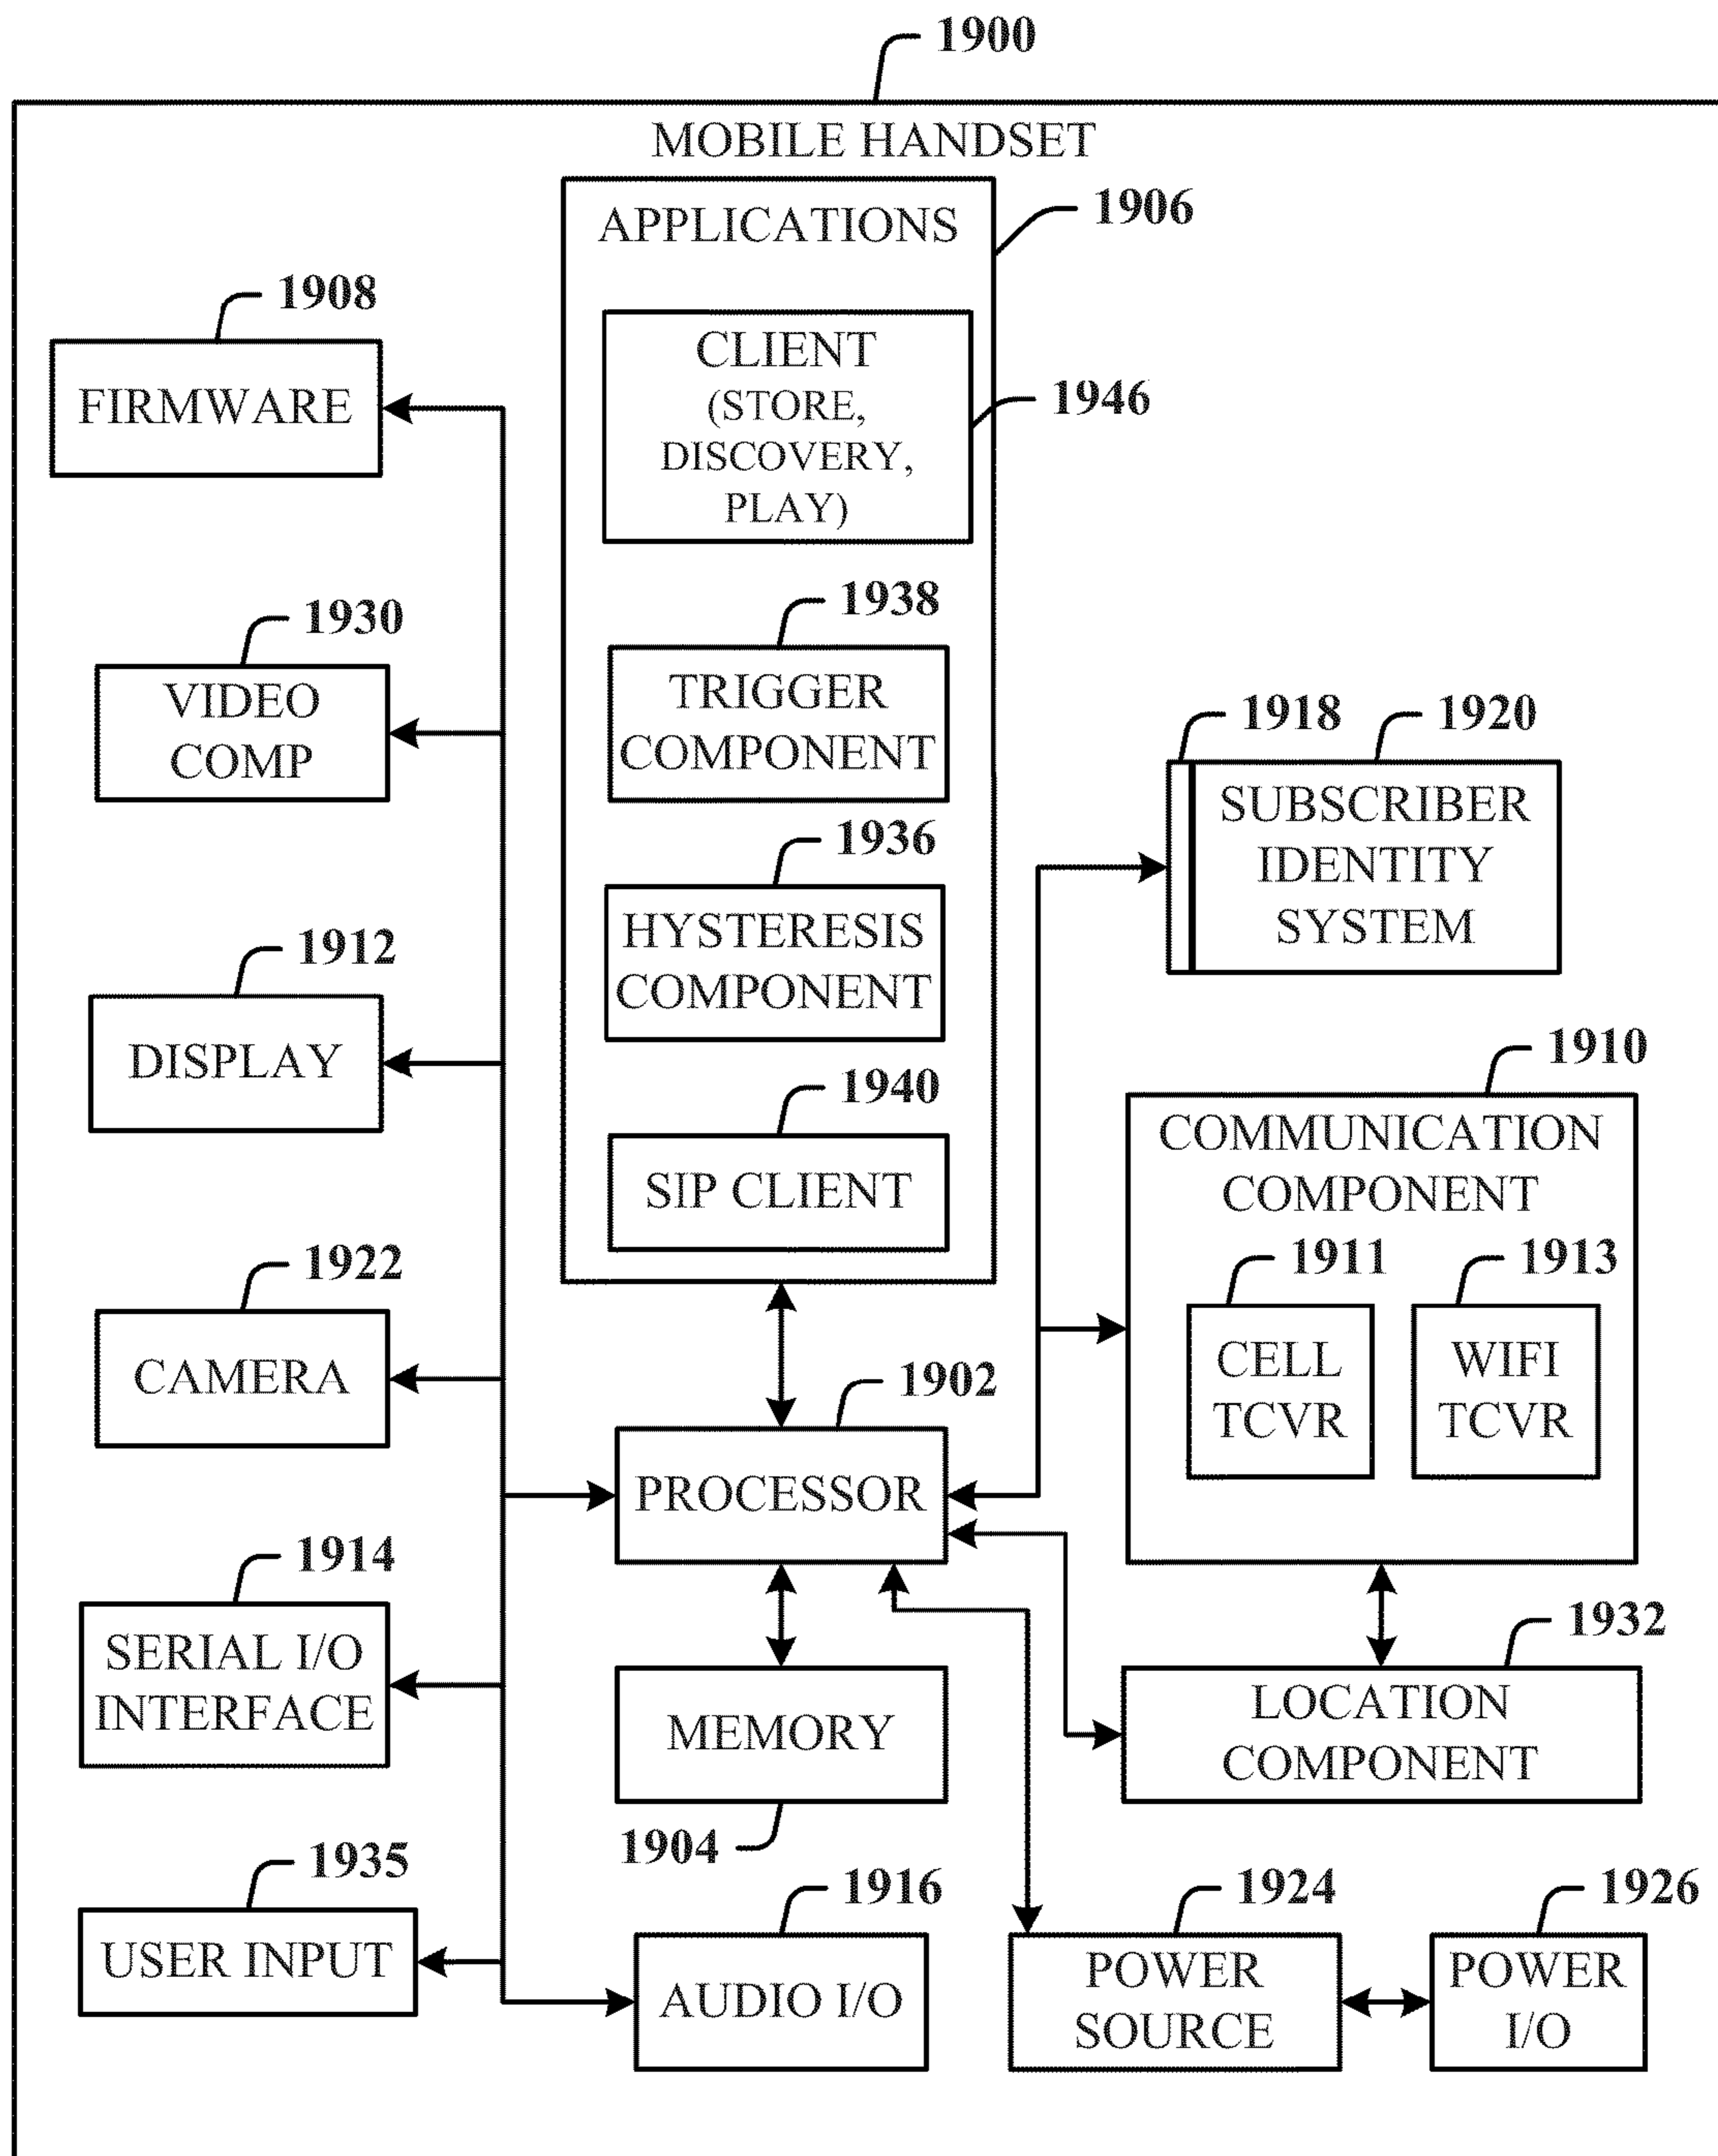 1900
MOBILE HANDSET
APPLICATIONS
1906
CLIENT
(STORE,
DISCOVERY,
PLAY)
1946
1938
TRIGGER
COMPONENT
1936
HYSTERESIS
COMPONENT
1940
SIP CLIENT
1908
FIRMWARE
1930
VIDEO
COMP
1912
DISPLAY
1922
CAMERA
1914
SERIAL I/O
INTERFACE
1935
USER INPUT
1902
PROCESSOR
MEMORY
1904
1916
AUDIO I/O
1918
1920
SUBSCRIBER
IDENTITY
SYSTEM
1910
COMMUNICATION
COMPONENT
1911
CELL
TCVR
1913
WIFI
TCVR
1932
LOCATION
COMPONENT
1924
POWER
SOURCE
1926
POWER
I/O